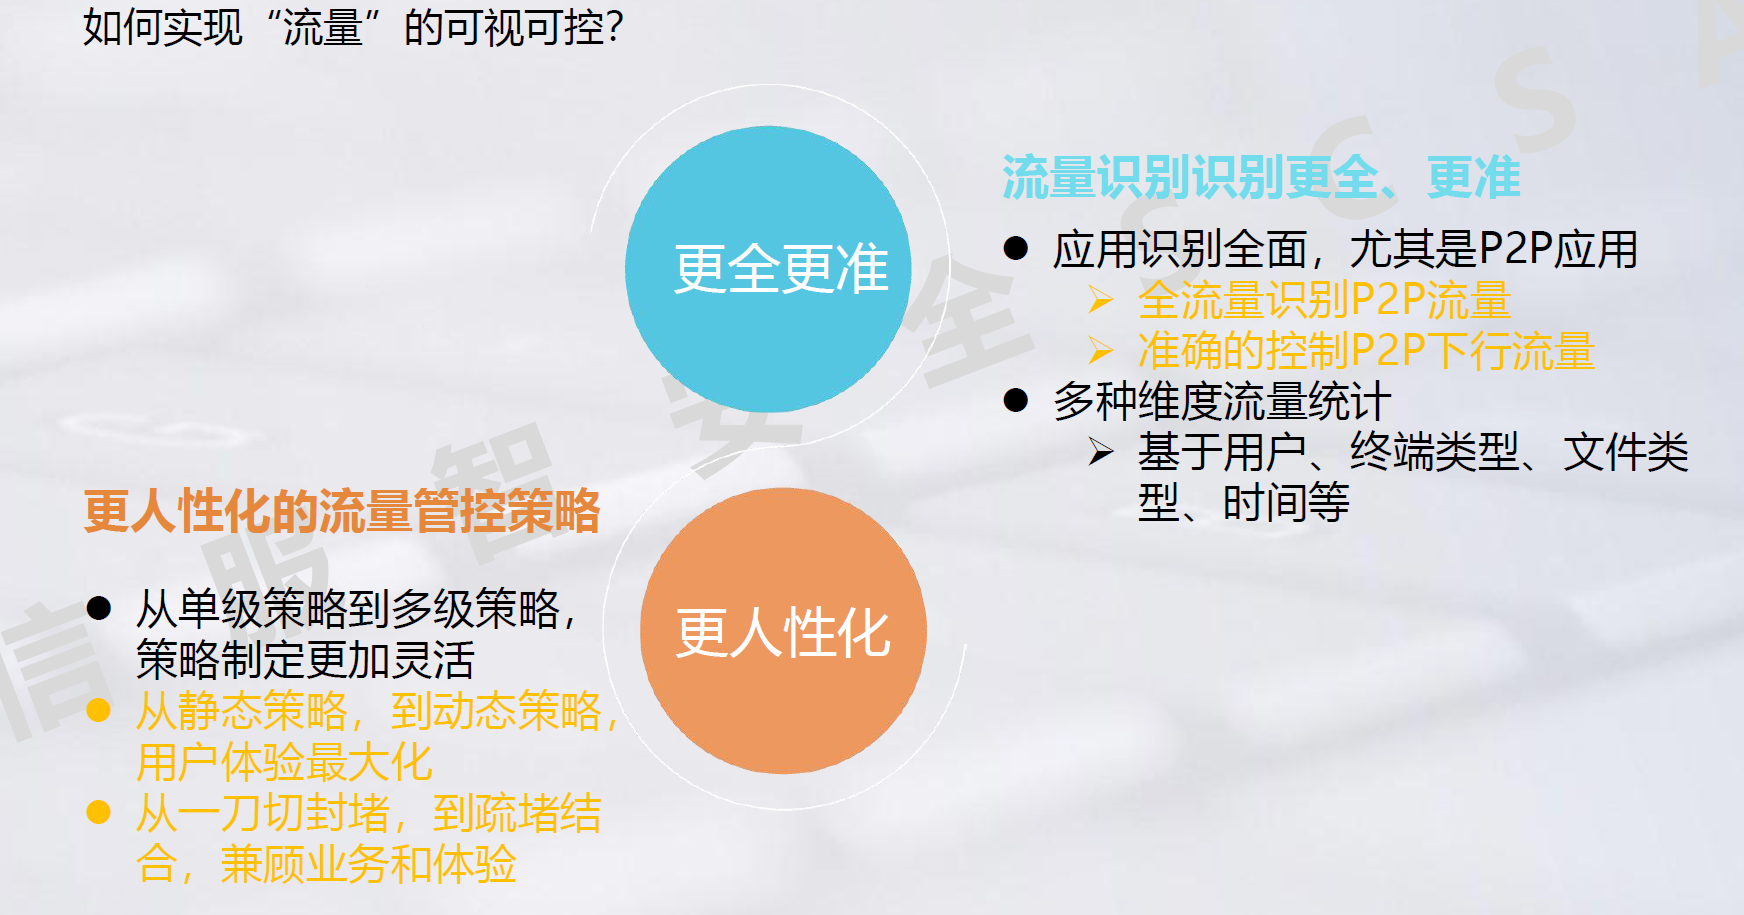 如何实现“流量”的可视可控？
更全更准
流量识别识别更全、更准
● 应用识别全面，尤其是P2P应用
➢ 全流量识别P2P流量
➢ 准确的控制P2P下行流量
● 多种维度流量统计
➢ 基于用户、终端类型、文件类
型、时间等
更人性化的流量管控策略
更人性化
● 从单级策略到多级策略，
策略制定更加灵活
● 从静态策略，到动态策略，
用户体验最大化
● 从一刀切封堵，到疏堵结
合，兼顾业务和体验
信服智安全 S C S A